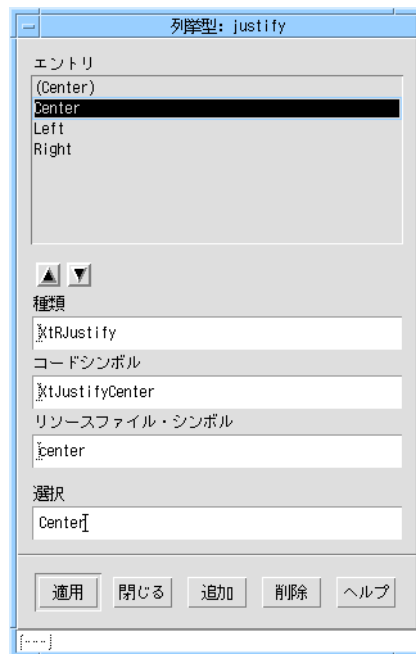 列挙型: justify
エントリ
(Center)
Center
Left
Right
種類
XtRJustify
コードシンボル
XtJustifyCenter
リソースファイル・シンボル
center
選択
Center
適用 閉じる 追加 削除 ヘルプ
[---]